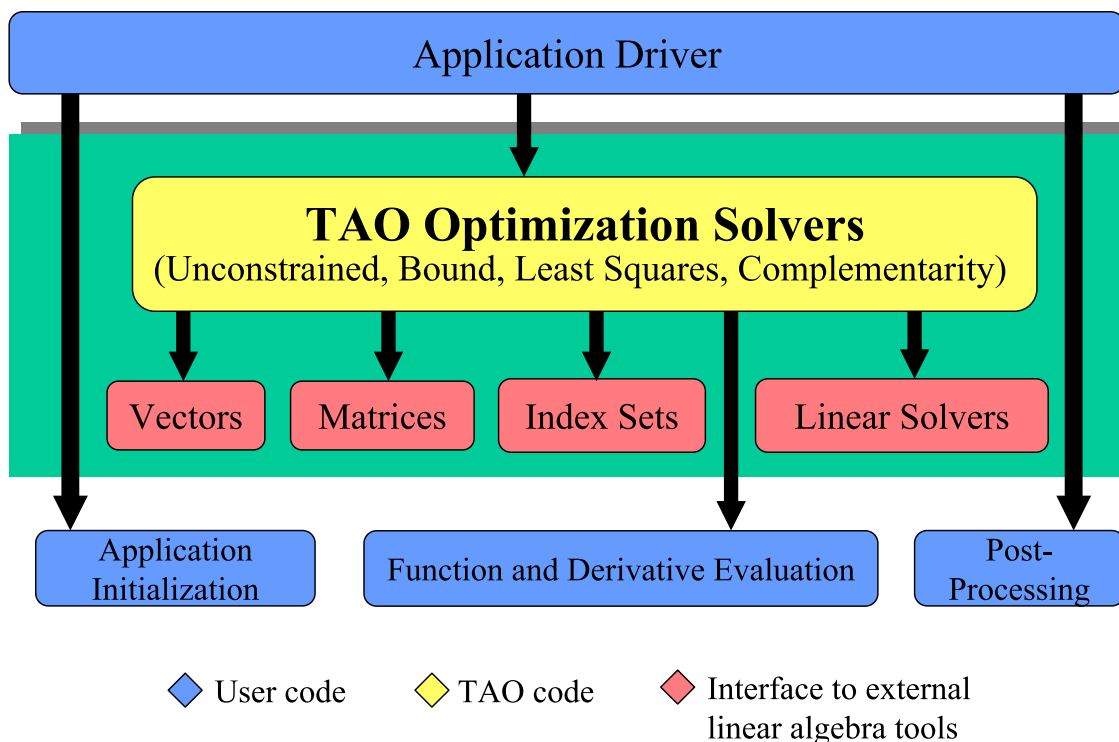 Application Driver
TAO Optimization Solvers
(Unconstrained, Bound, Least Squares, Complementarity)
Vectors
Matrices
Index Sets
Linear Solvers
Application
Initialization
Function and Derivative Evaluation
Post-
Processing
User code
TAO code
Interface to external
linear algebra tools